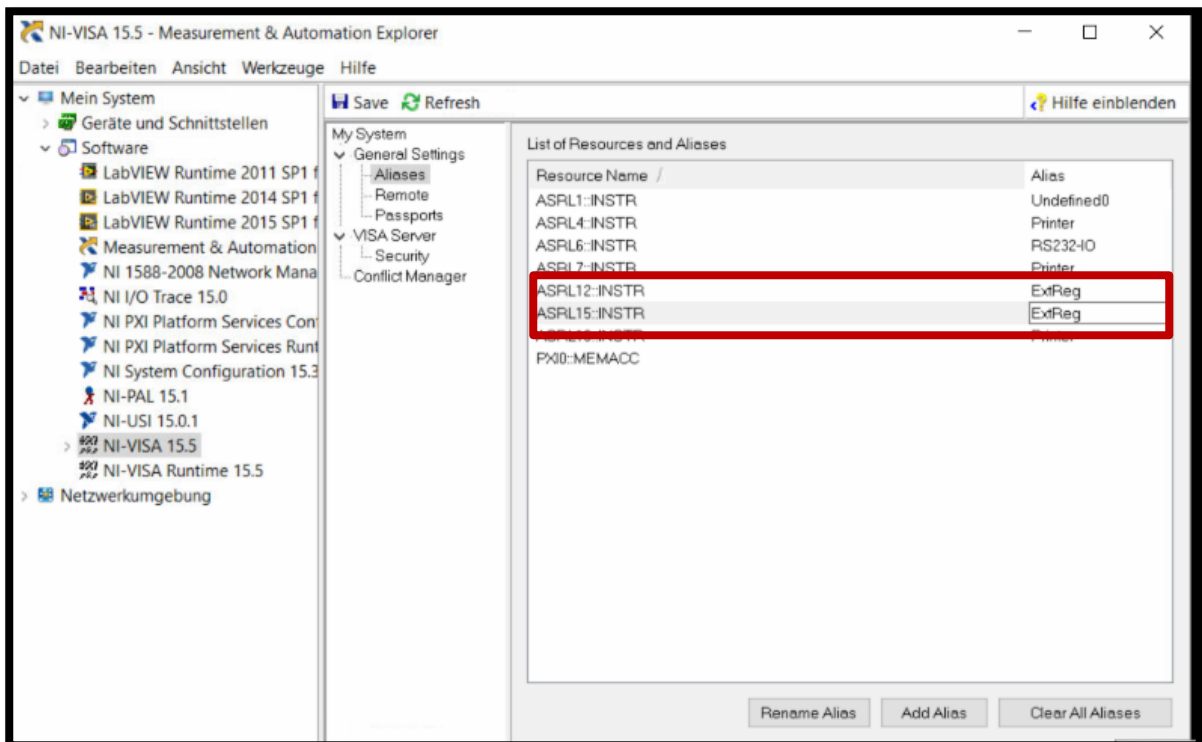 NI-VISA 15.5 - Measurement & Automation Explorer
Datei Bearbeiten Ansicht Werkzeuge Hilfe
Mein System
Geräte und Schnittstellen
Software
LabVIEW Runtime 2011 SP1 f
LabVIEW Runtime 2014 SP1 f
LabVIEW Runtime 2015 SP1 f
Measurement & Automation
NI 1588-2008 Network Mana
NI I/O Trace 15.0
NI PXI Platform Services Con
NI PXI Platform Services Runt
NI System Configuration 15.3
NI-PAL 15.1
NI-USI 15.0.1
NI-VISA 15.5
NI-VISA Runtime 15.5
Netzwerkumgebung
Save Refresh
Hilfe einblenden
My System
General Settings
Aliases
Remote
Passports
VISA Server
Security
Conflict Manager
List of Resources and Aliases
Resource Name / Alias
ASRL1::INSTR Undefined0
ASRL4::INSTR Printer
ASRL6::INSTR RS232-IO
ASRL7::INSTR Printer
ASRL12::INSTR ExtReg
ASRL15::INSTR ExtReg
Printer
PXI0::MEMACC
Rename Alias Add Alias Clear All Aliases